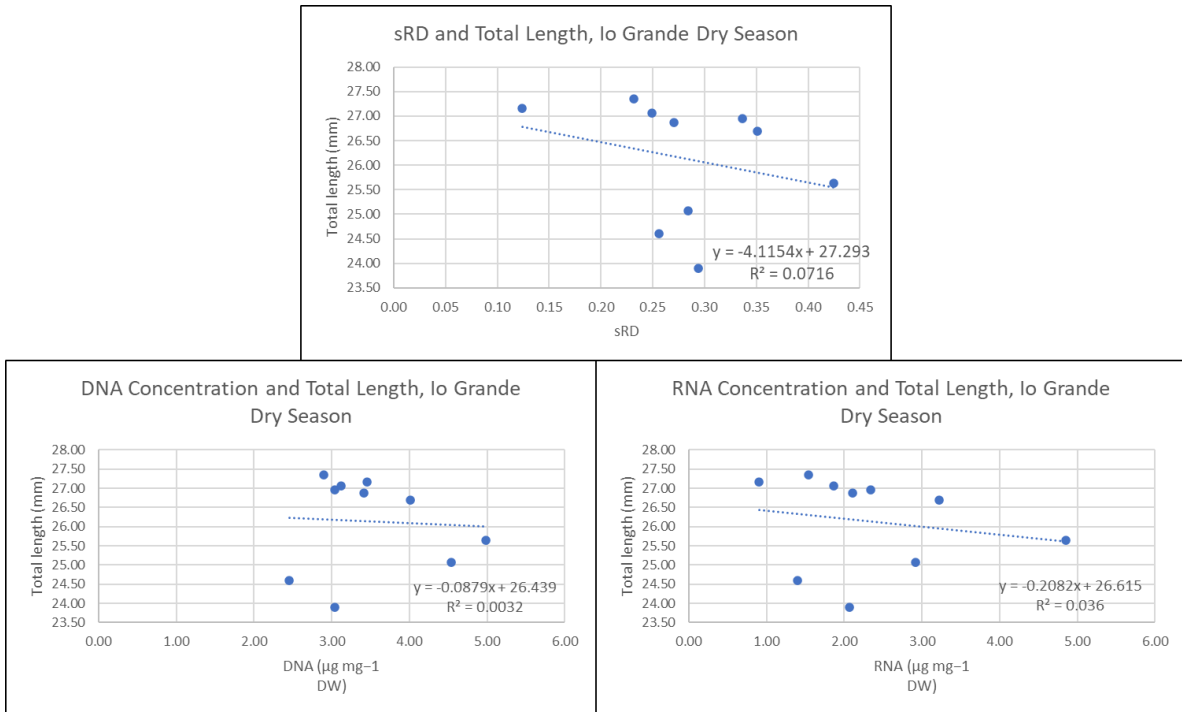 sRD and Total Length, Io Grande Dry Season
28.00
27.50
27.00
26.50
26.00
25.50
25.00
24.50
24.00
23.50
Total length (mm)
y = -4.1154x + 27.293
R² = 0.0716
0.00 0.05 0.10 0.15 0.20 0.25 0.30 0.35 0.40 0.45
sRD
DNA Concentration and Total Length, Io Grande
Dry Season
28.00
27.50
27.00
26.50
26.00
25.50
25.00
24.50
24.00
23.50
Total length (mm)
y = -0.0879x + 26.439
R² = 0.0032
0.00 1.00 2.00 3.00 4.00 5.00 6.00
DNA (μg mg−1
DW)
RNA Concentration and Total Length, Io Grande
Dry Season
28.00
27.50
27.00
26.50
26.00
25.50
25.00
24.50
24.00
23.50
Total length (mm)
y = -0.2082x + 26.615
R² = 0.036
0.00 1.00 2.00 3.00 4.00 5.00 6.00
RNA (μg mg−1
DW)